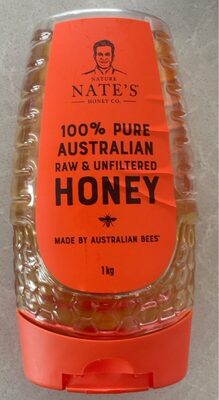 NATURE
NATE'S
HONEY CO.
100% PURE
AUSTRALIAN
RAW & UNFILTERED
HONEY
MADE BY AUSTRALIAN BEES*
1kg